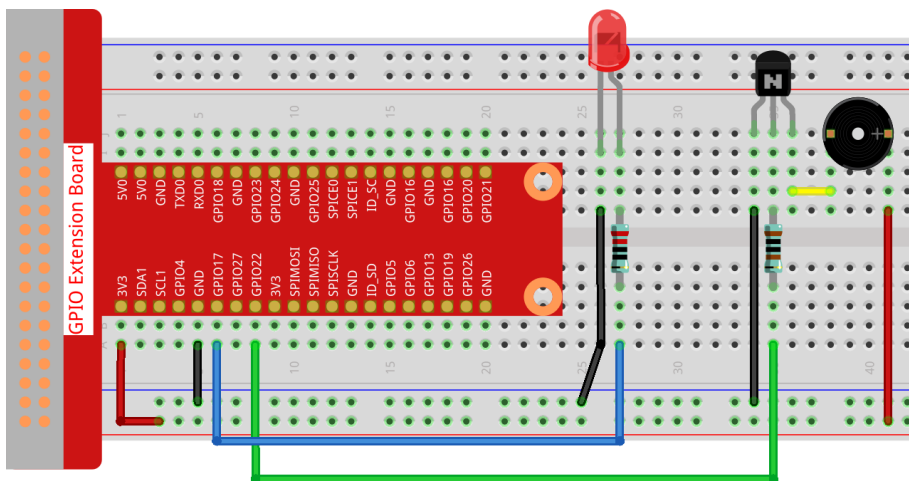 GPIO Extension Board
1
5
10
15
20
25
30
J
5V0
5V0
GND
TXD0
RXD0
GPIO18
GND
GPIO23
GPIO24
GND
GPIO25
SPICE0
SPICE1
ID_SC
GND
GPIO16
GND
GPIO16
GPIO20
GPIO21
N
+
3V3
SDA1
SCL1
GPIO4
GND
GPIO17
GPIO27
GPIO22
3V3
SPIMOSI
SPIMISO
SPISCLK
GND
ID_SD
GPIO5
GPIO6
GPIO13
GPIO19
GPIO26
GND
B
A
10
15
20
25
30
40